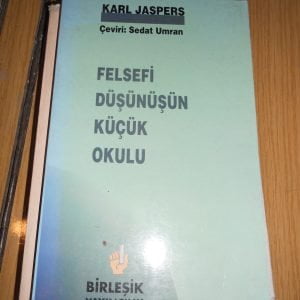 KARL JASPERS
Çeviri: Sedat Umran
FELSEFİ
DÜŞÜNÜŞÜN
KÜÇÜK
OKULU
BİRLEŞİK